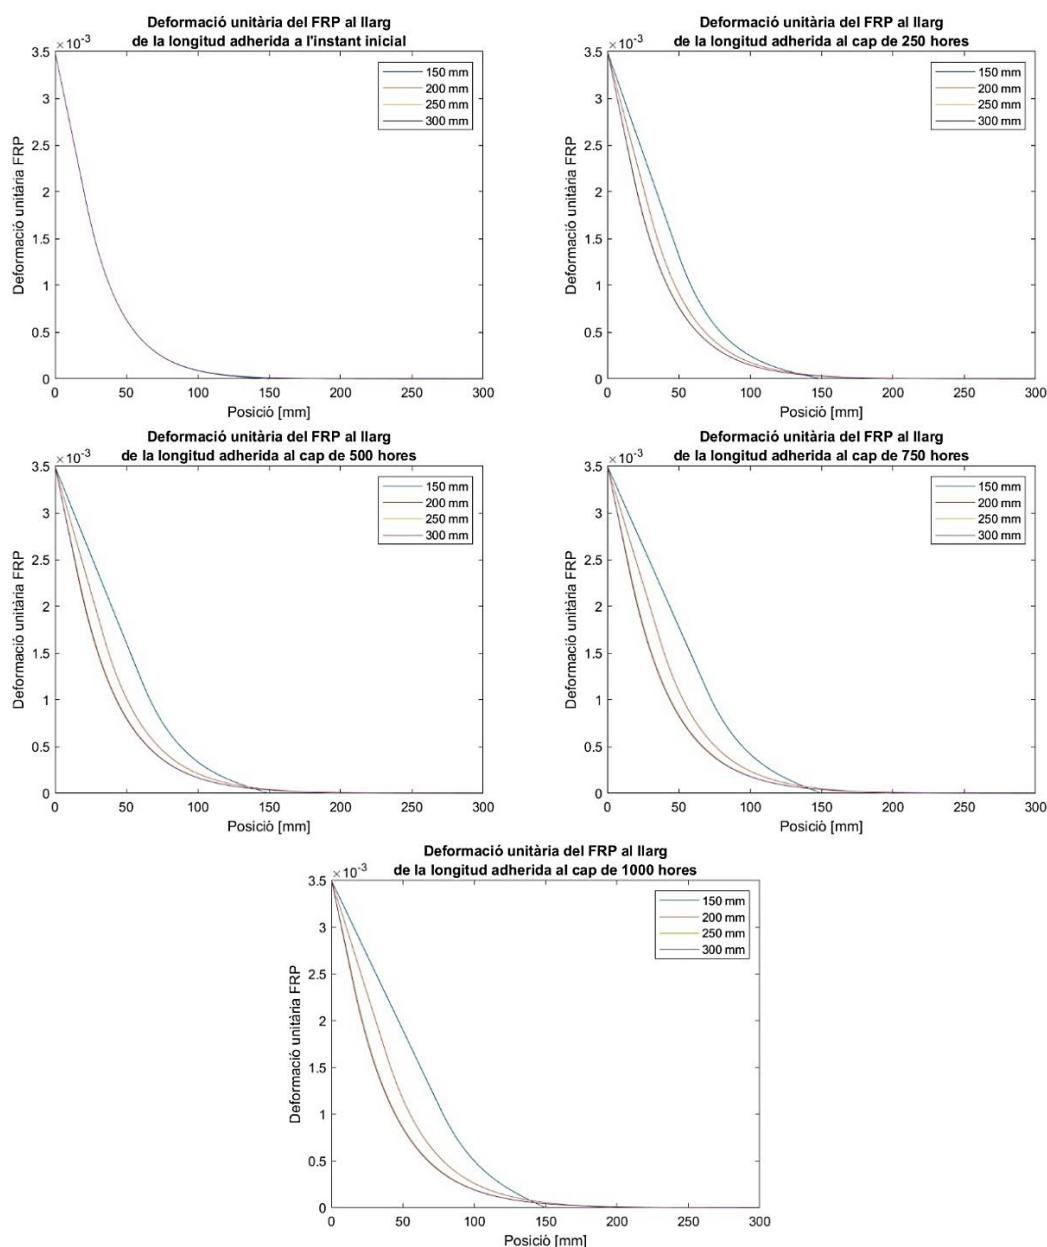 Deformació unitària del FRP al llarg
de la longitud adherida a l'instant inicial
×10⁻³
3.5
3
2.5
2
1.5
1
0.5
0
Deformació unitària FRP
150 mm
200 mm
250 mm
300 mm
0 50 100 150 200 250 300
Posició [mm]
Deformació unitària del FRP al llarg
de la longitud adherida al cap de 250 hores
×10⁻³
3.5
3
2.5
2
1.5
1
0.5
0
Deformació unitària FRP
150 mm
200 mm
250 mm
300 mm
0 50 100 150 200 250 300
Posició [mm]
Deformació unitària del FRP al llarg
de la longitud adherida al cap de 500 hores
×10⁻³
3.5
3
2.5
2
1.5
1
0.5
0
Deformació unitària FRP
150 mm
200 mm
250 mm
300 mm
0 50 100 150 200 250 300
Posició [mm]
Deformació unitària del FRP al llarg
de la longitud adherida al cap de 750 hores
×10⁻³
3.5
3
2.5
2
1.5
1
0.5
0
Deformació unitària FRP
150 mm
200 mm
250 mm
300 mm
0 50 100 150 200 250 300
Posició [mm]
Deformació unitària del FRP al llarg
de la longitud adherida al cap de 1000 hores
×10⁻³
3.5
3
2.5
2
1.5
1
0.5
0
Deformació unitària FRP
150 mm
200 mm
250 mm
300 mm
0 50 100 150 200 250 300
Posició [mm]